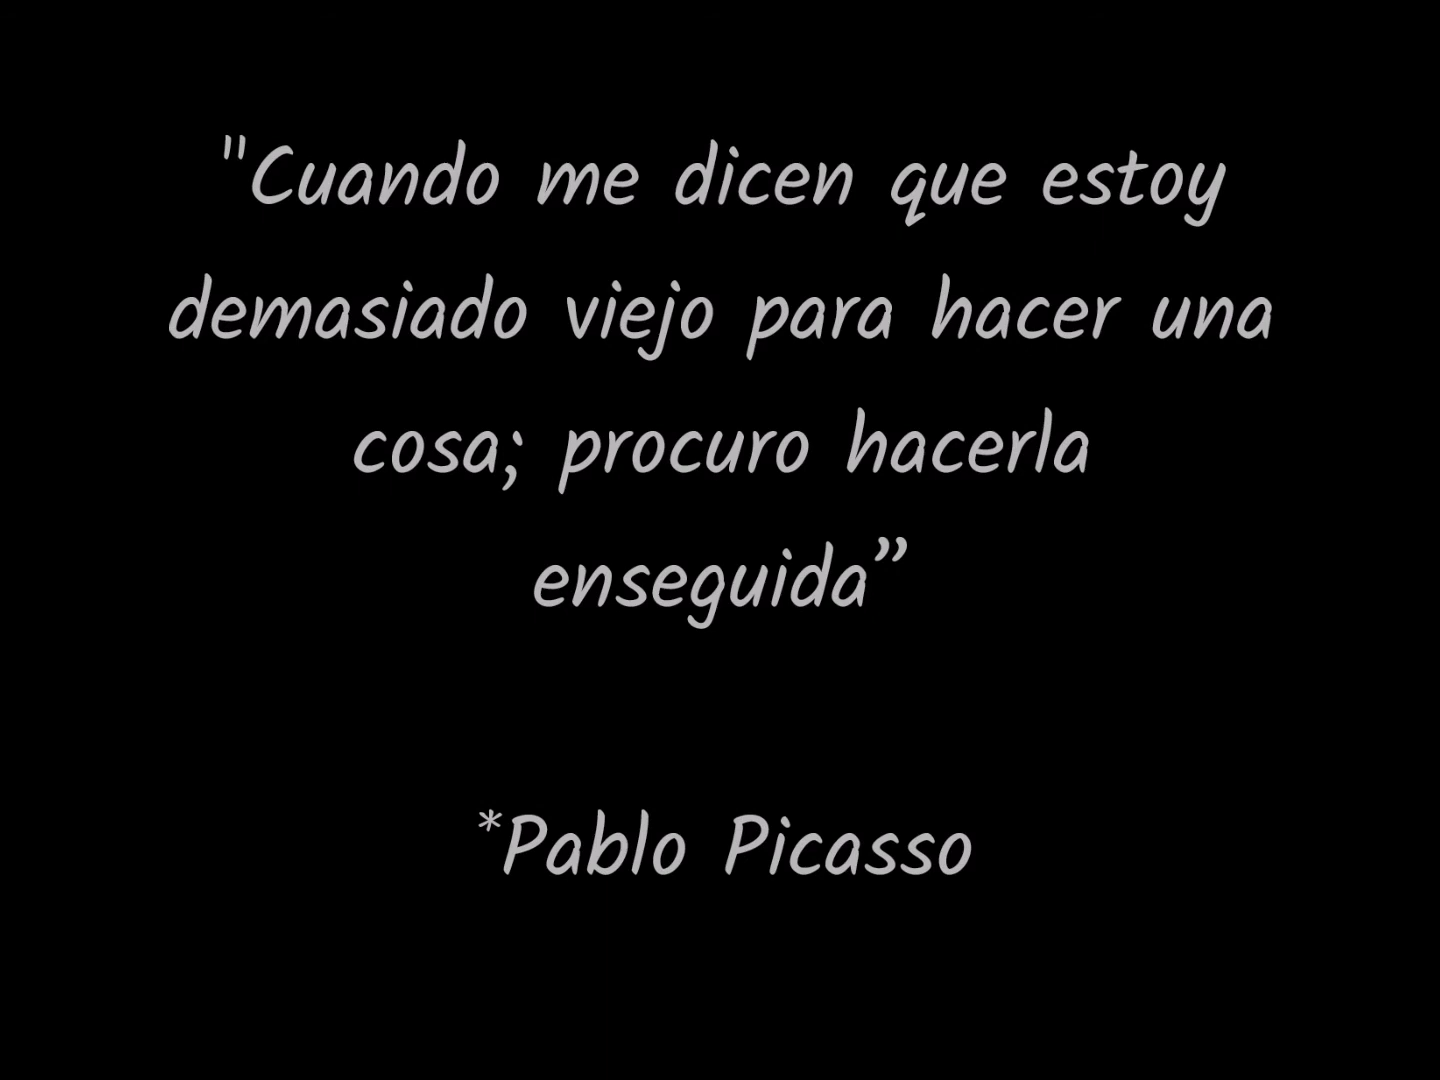 "Cuando me dicen que estoy
demasiado viejo para hacer una
cosa; procuro hacerla
enseguida”
*Pablo Picasso